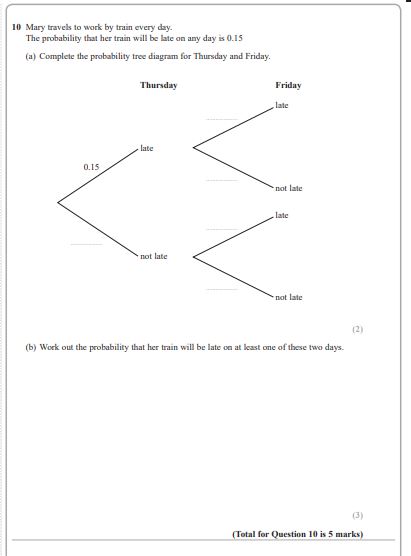 10 Mary travels to work by train every day.
The probability that her train will be late on any day is 0.15
(a) Complete the probability tree diagram for Thursday and Friday.
Thursday Friday
late
late
0.15
not late
late
not late
not late
(2)
(b) Work out the probability that her train will be late on at least one of these two days.
(3)
(Total for Question 10 is 5 marks)